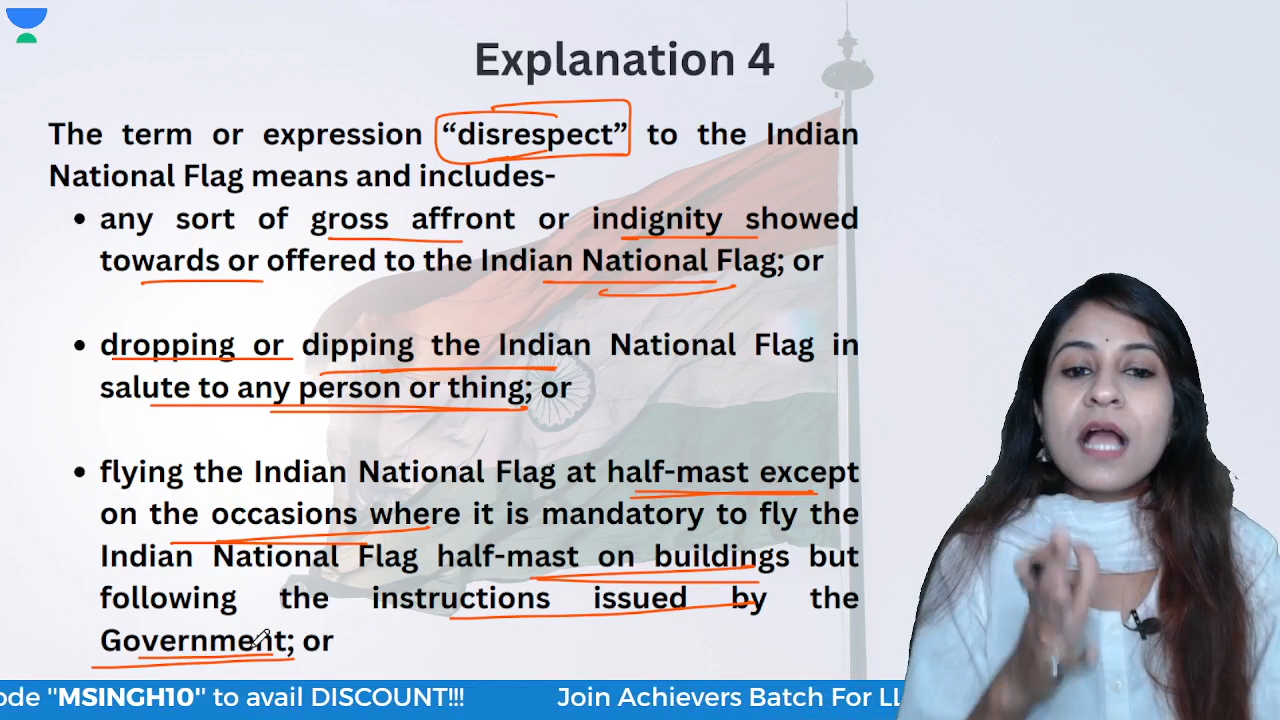 Explanation 4
The term or expression “disrespect” to the Indian
National Flag means and includes-
• any sort of gross affront or indignity showed
towards or offered to the Indian National Flag; or
• dropping or dipping the Indian National Flag in
salute to any person or thing; or
• flying the Indian National Flag at half-mast except
on the occasions where it is mandatory to fly the
Indian National Flag half-mast on buildings but
following the instructions issued by the
Government; or
ode "MSINGH10" to avail DISCOUNT!!! Join Achievers Batch For LL